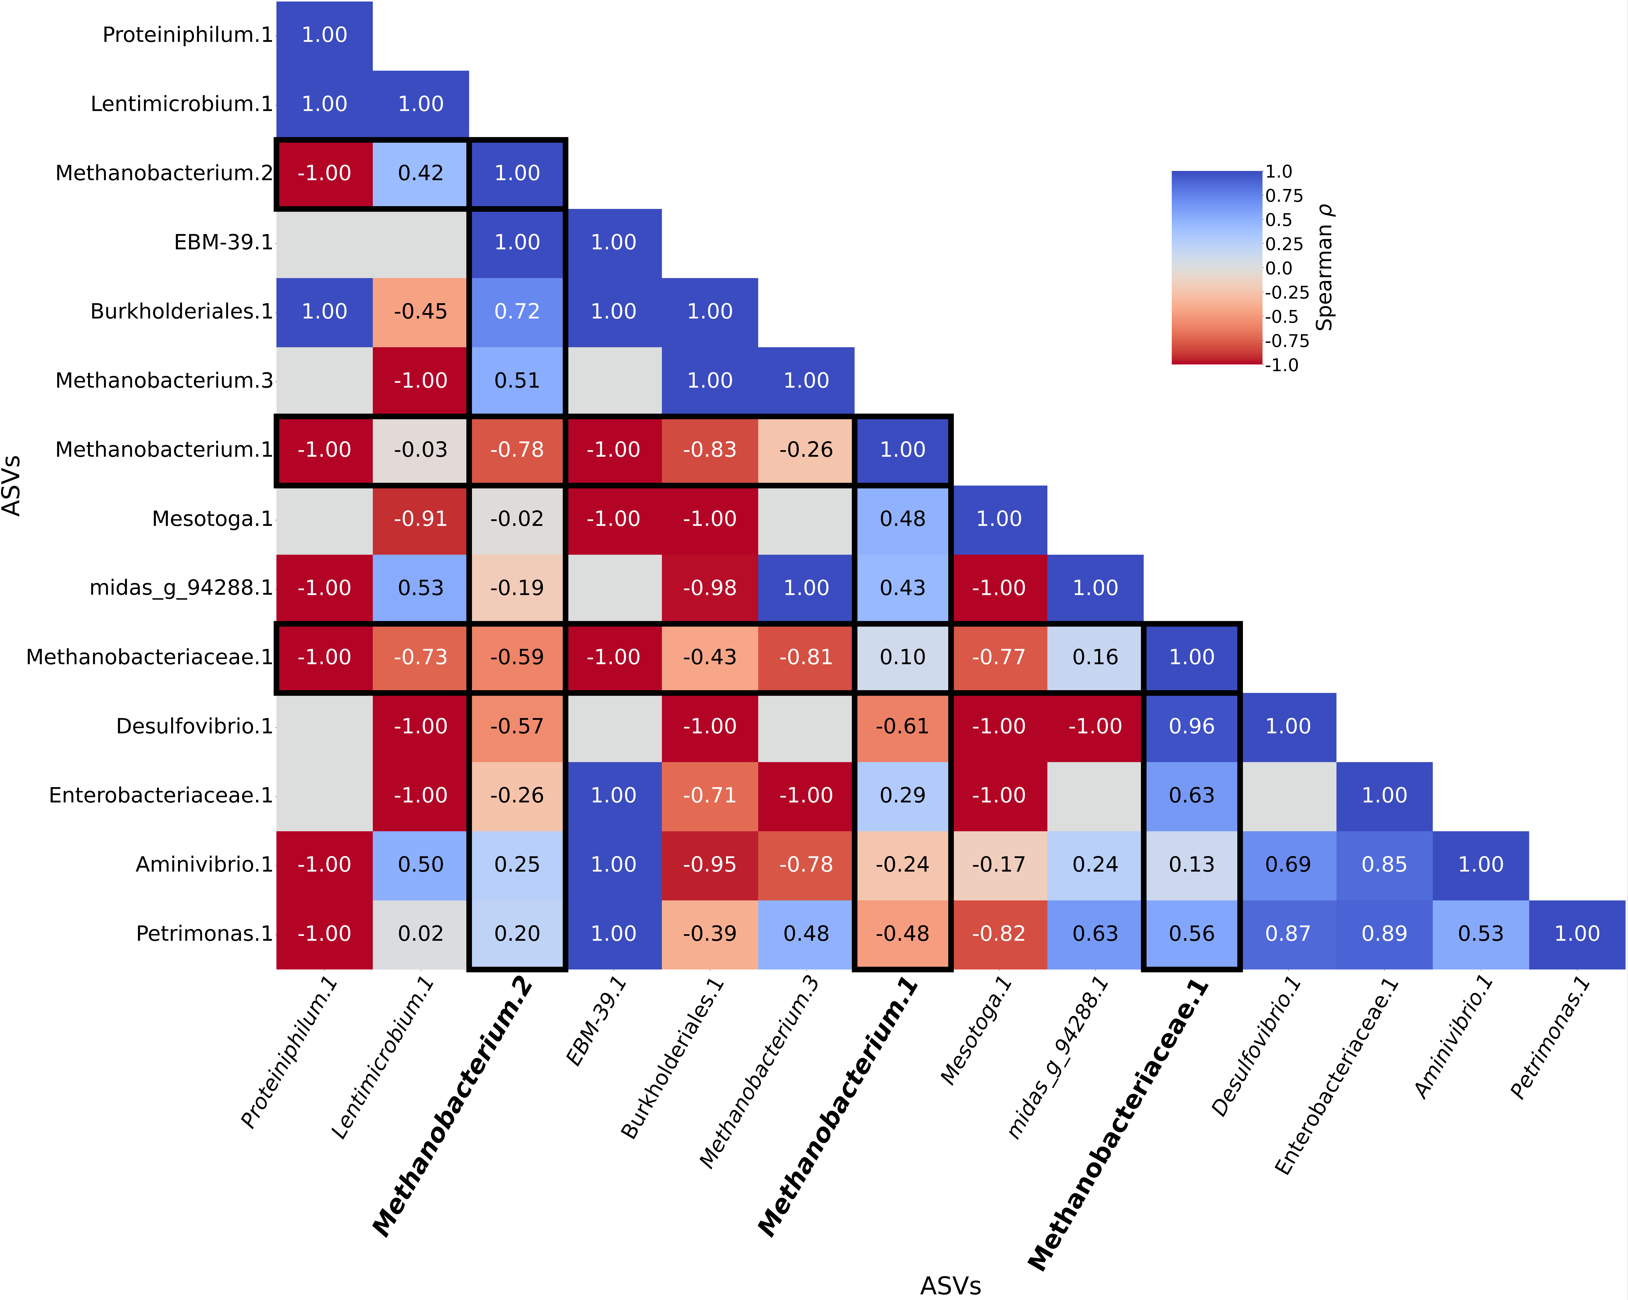 Proteiniphilum.1 1.00
Lentimicrobium.1 1.00 1.00
Methanobacterium.2 -1.00 0.42 1.00
EBM-39.1 1.00 1.00
Burkholderiales.1 1.00 -0.45 0.72 1.00 1.00
Methanobacterium.3 -1.00 0.51 1.00 1.00
Methanobacterium.1 -1.00 -0.03 -0.78 -1.00 -0.83 -0.26 1.00
Mesotoga.1 -0.91 -0.02 -1.00 -1.00 0.48 1.00
midas_g_94288.1 -1.00 0.53 -0.19 -0.98 1.00 0.43 -1.00 1.00
Methanobacteriaceae.1 -1.00 -0.73 -0.59 -1.00 -0.43 -0.81 0.10 -0.77 0.16 1.00
Desulfovibrio.1 -1.00 -0.57 -1.00 -0.61 -1.00 -1.00 0.96 1.00
Enterobacteriaceae.1 -1.00 -0.26 1.00 -0.71 -1.00 0.29 -1.00 0.63 1.00
Aminivibrio.1 -1.00 0.50 0.25 1.00 -0.95 -0.78 -0.24 -0.17 0.24 0.13 0.69 0.85 1.00
Petrimonas.1 -1.00 0.02 0.20 1.00 -0.39 0.48 -0.48 -0.82 0.63 0.56 0.87 0.89 0.53 1.00
ASVs
1.0
0.75
0.5
0.25
0.0
-0.25
-0.5
-0.75
-1.0
Spearman ρ
Proteiniphilum.1
Lentimicrobium.1
Methanobacterium.2
EBM-39.1
Burkholderiales.1
Methanobacterium.3
Methanobacterium.1
Mesotoga.1
midas_g_94288.1
Methanobacteriaceae.1
Desulfovibrio.1
Enterobacteriaceae.1
Aminivibrio.1
Petrimonas.1
ASVs